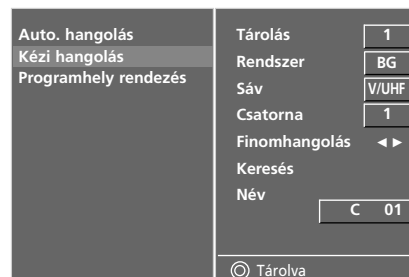 Auto. hangolás
Kézi hangolás
Programhely rendezés
Tárolás 1
Rendszer BG
Sáv V/UHF
Csatorna 1
Finomhangolás ◄ ►
Keresés
Név
C 01
Tárolva